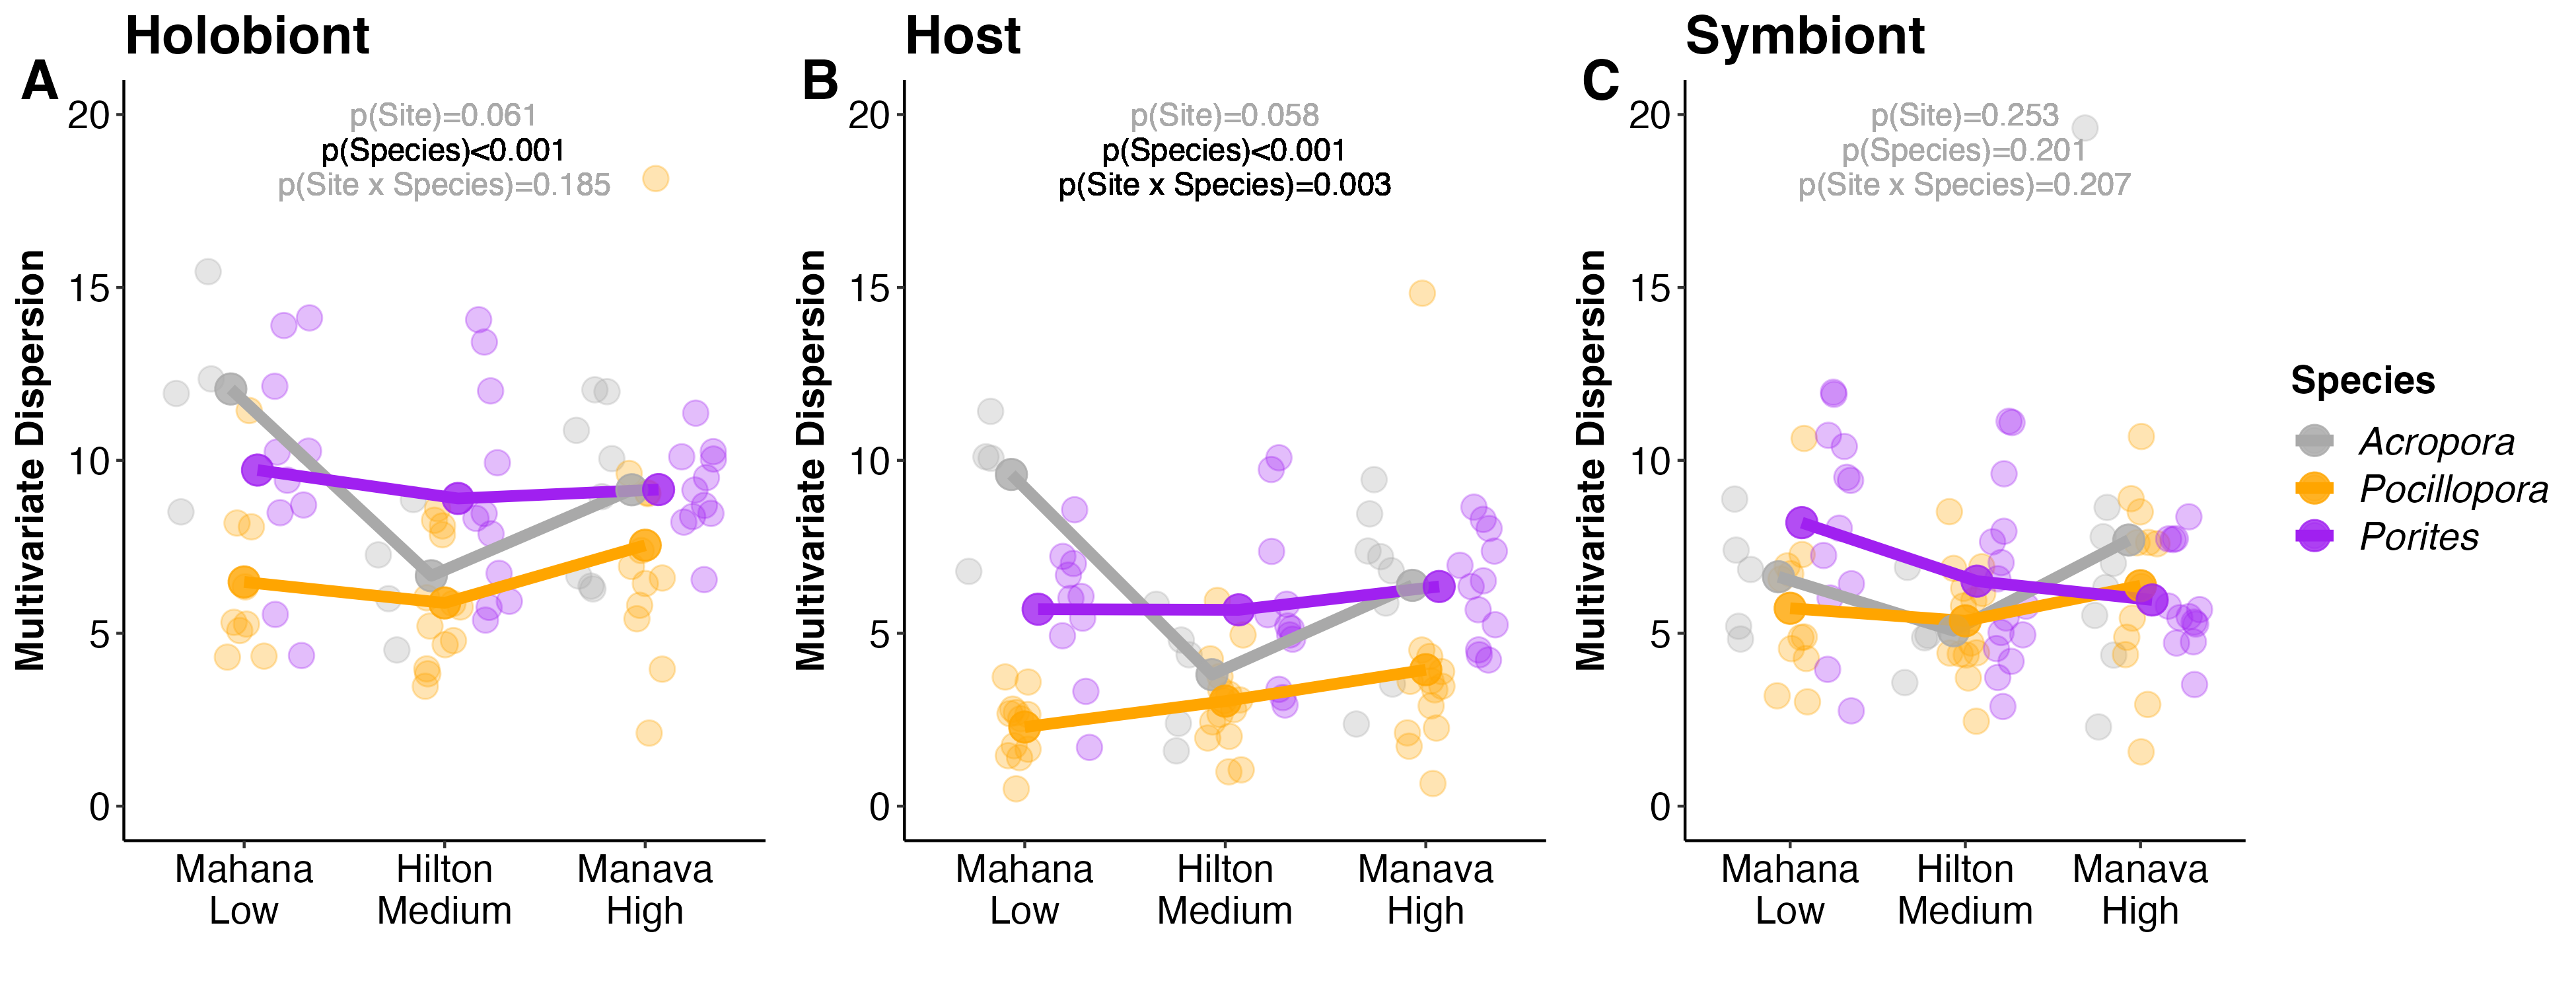 Holobiont
A
20
15
10
5
0
Multivariate Dispersion
p(Site)=0.061
p(Species)<0.001
p(Site x Species)=0.185
Mahana
Low
Hilton
Medium
Manava
High
Host
B
20
15
10
5
0
Multivariate Dispersion
p(Site)=0.058
p(Species)<0.001
p(Site x Species)=0.003
Mahana
Low
Hilton
Medium
Manava
High
Symbiont
C
20
15
10
5
0
Multivariate Dispersion
p(Site)=0.253
p(Species)=0.201
p(Site x Species)=0.207
Mahana
Low
Hilton
Medium
Manava
High
Species
Acropora
Pocillopora
Porites